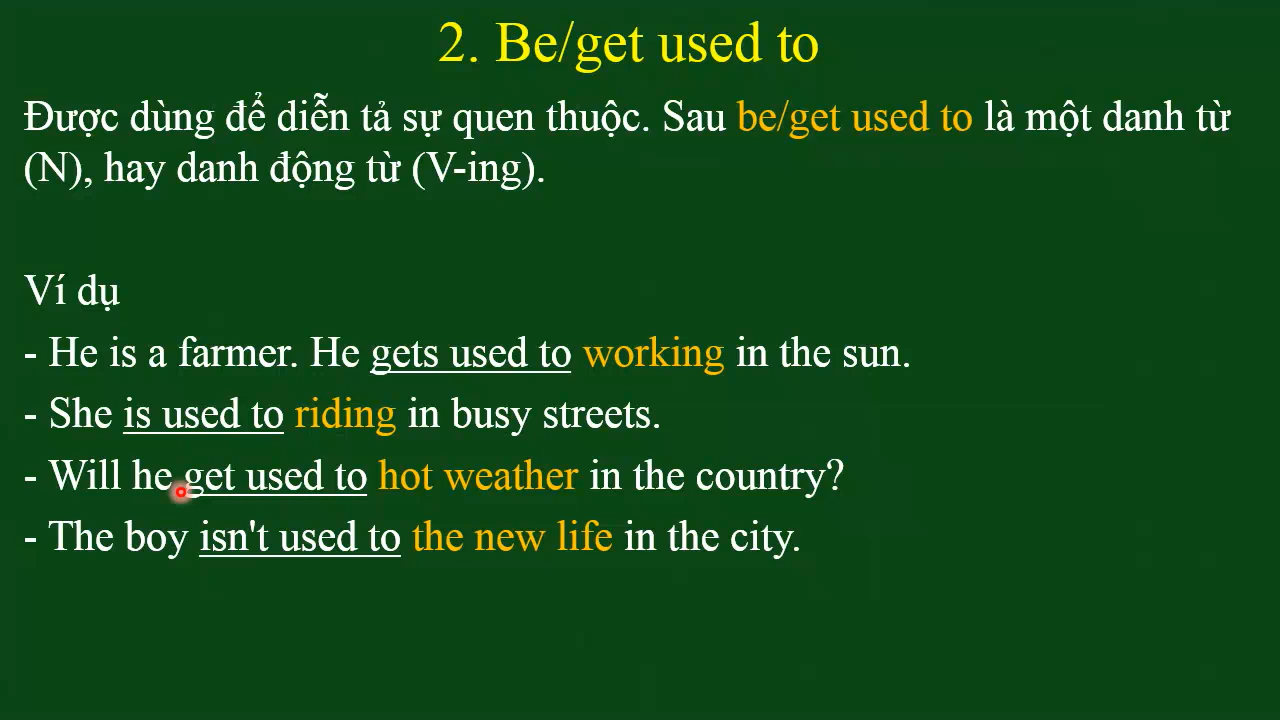 2. Be/get used to
Được dùng để diễn tả sự quen thuộc. Sau be/get used to là một danh từ
(N), hay danh động từ (V-ing).
Ví dụ
- He is a farmer. He gets used to working in the sun.
- She is used to riding in busy streets.
- Will he get used to hot weather in the country?
- The boy isn't used to the new life in the city.